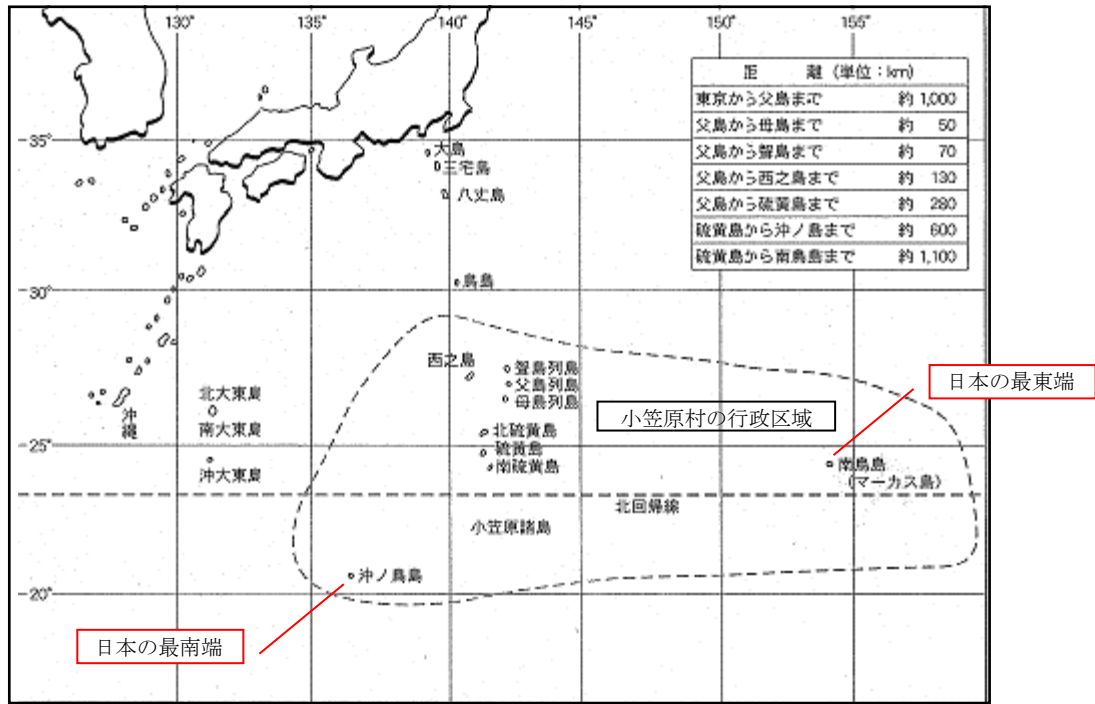 130° 135° 140° 145° 150° 155°
距 離 (単位:km)
東京から父島まで 約 1,000
父島から母島まで 約 50
父島から聟島まで 約 70
父島から西之島まで 約 130
父島から硫黄島まで 約 280
硫黄島から沖ノ島まで 約 600
硫黄島から南鳥島まで 約 1,100
35°
大島
三宅島
八丈島
30°
鳥島
西之島
聟島列島
父島列島
母島列島
日本の最東端
小笠原村の行政区域
北大東島
沖縄
南大東島
北硫黄島
25°
硫黄島
南硫黄島
南鳥島
(マーカス島)
沖大東島
北回帰線
小笠原諸島
沖ノ鳥島
20°
日本の最南端